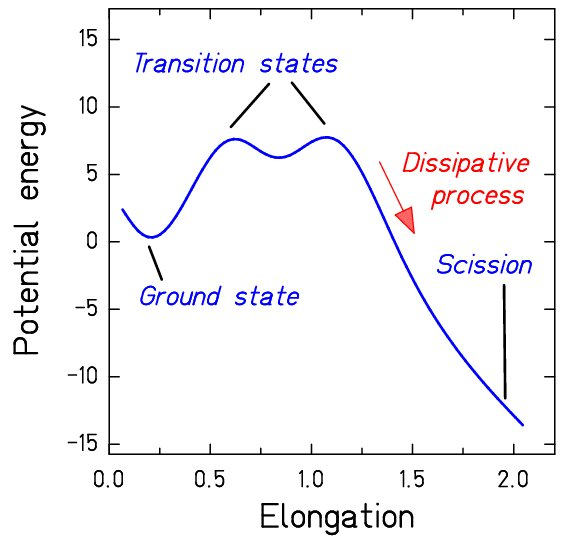 15
Transition states
10
Dissipative
process
5
0
Scission
Ground state
-5
-10
-15
0.0 0.5 1.0 1.5 2.0
Elongation
Potential energy